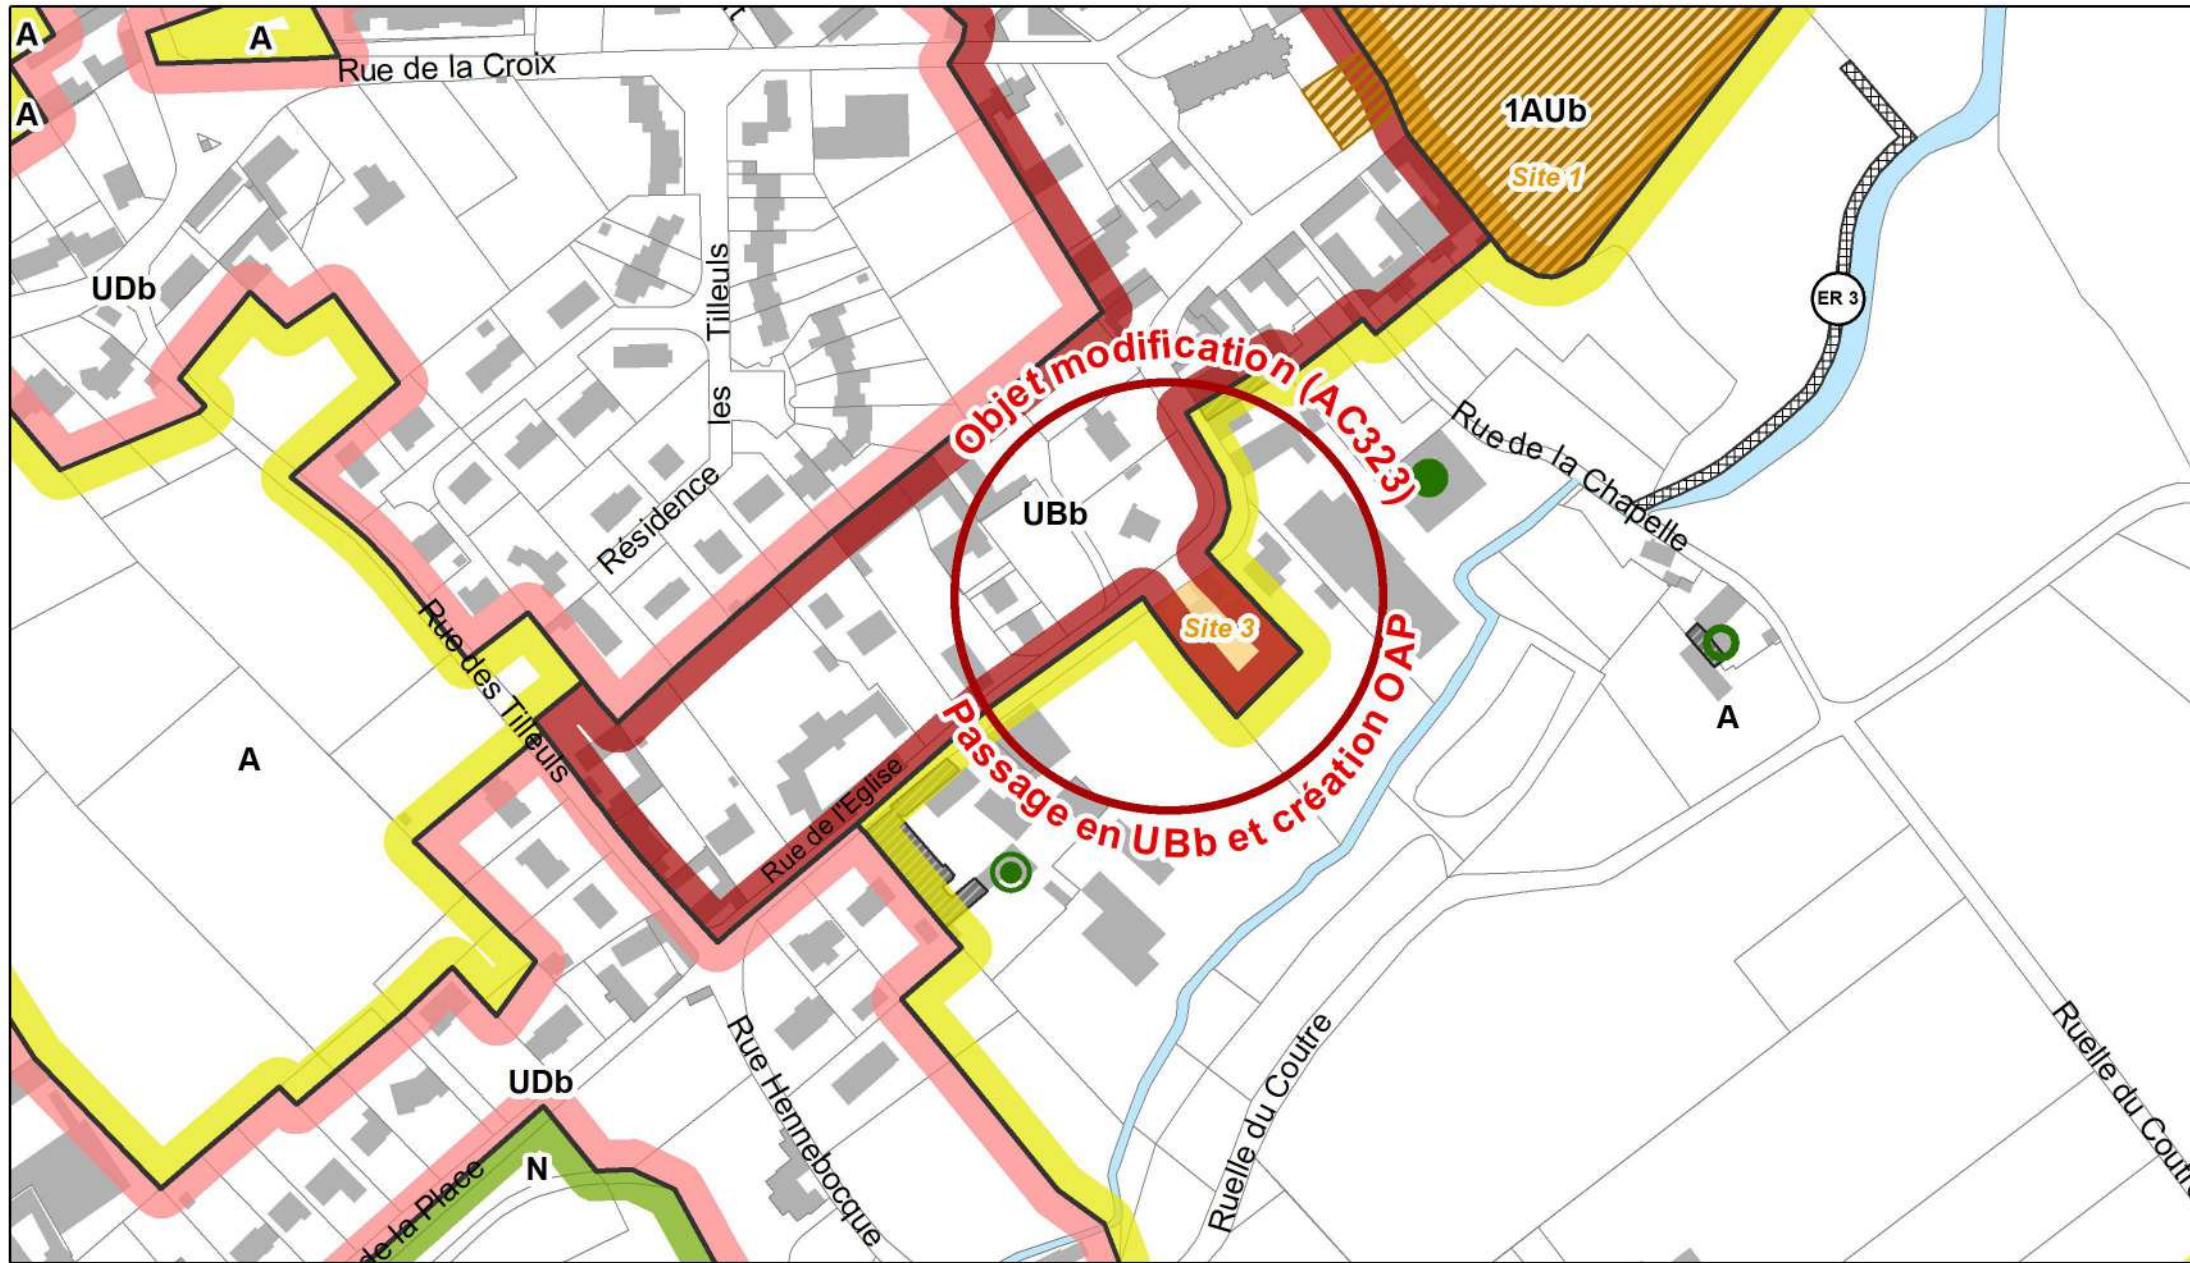 A
A
Rue de la Croix
A
1AUb
Site 1
UDb
ER 3
Résidence
les
Tilleuls
Objet modification (AC323)
UBb
Rue de la Chapelle
Site 3
Rue des Tilleuls
A
A
Rue de l'Eglise
Passage en UBb et création OAP
UDb
N
de la Place
Rue Hennebocque
Ruelle du Coutre
Ruelle du Coutre